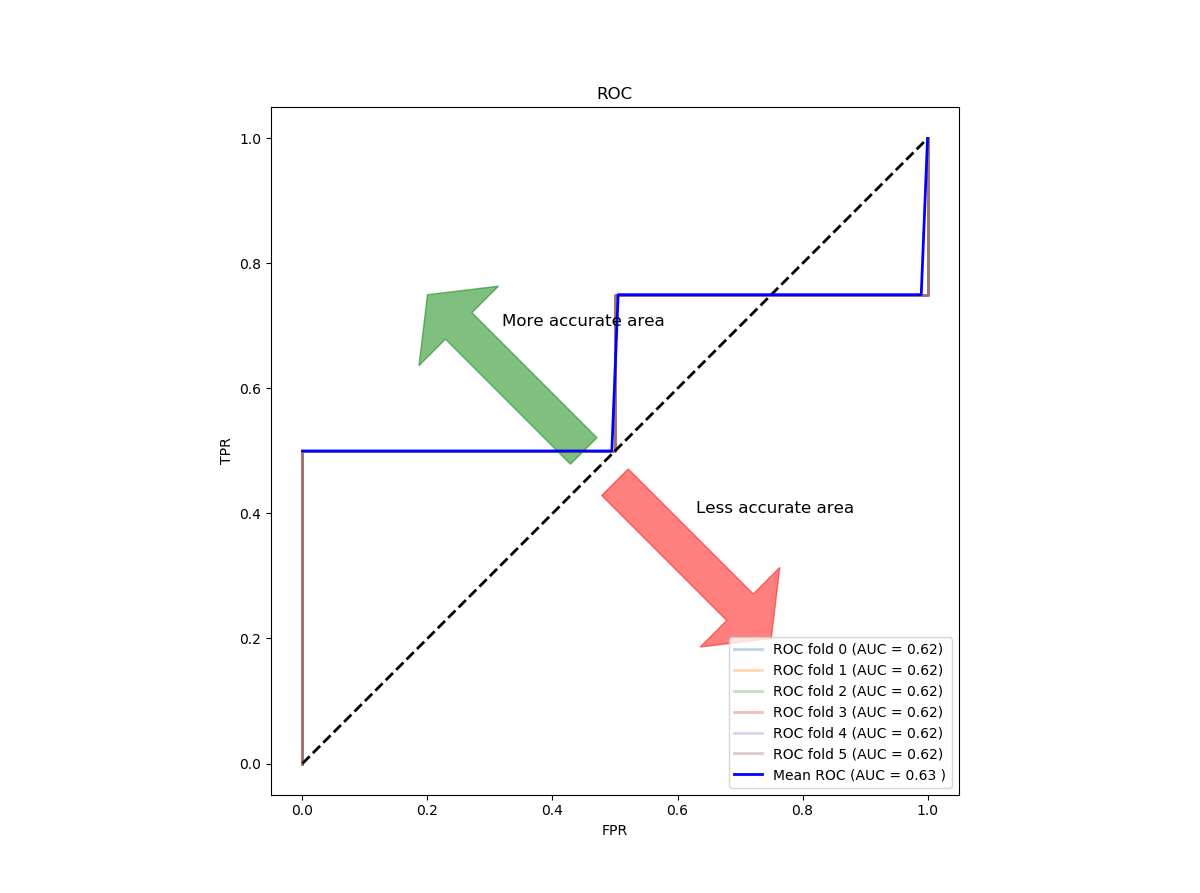 ROC
1.0
0.8
0.6
0.4
0.2
0.0
TPR
More accurate area
Less accurate area
ROC fold 0 (AUC = 0.62)
ROC fold 1 (AUC = 0.62)
ROC fold 2 (AUC = 0.62)
ROC fold 3 (AUC = 0.62)
ROC fold 4 (AUC = 0.62)
ROC fold 5 (AUC = 0.62)
Mean ROC (AUC = 0.63 )
0.0 0.2 0.4 0.6 0.8 1.0
FPR